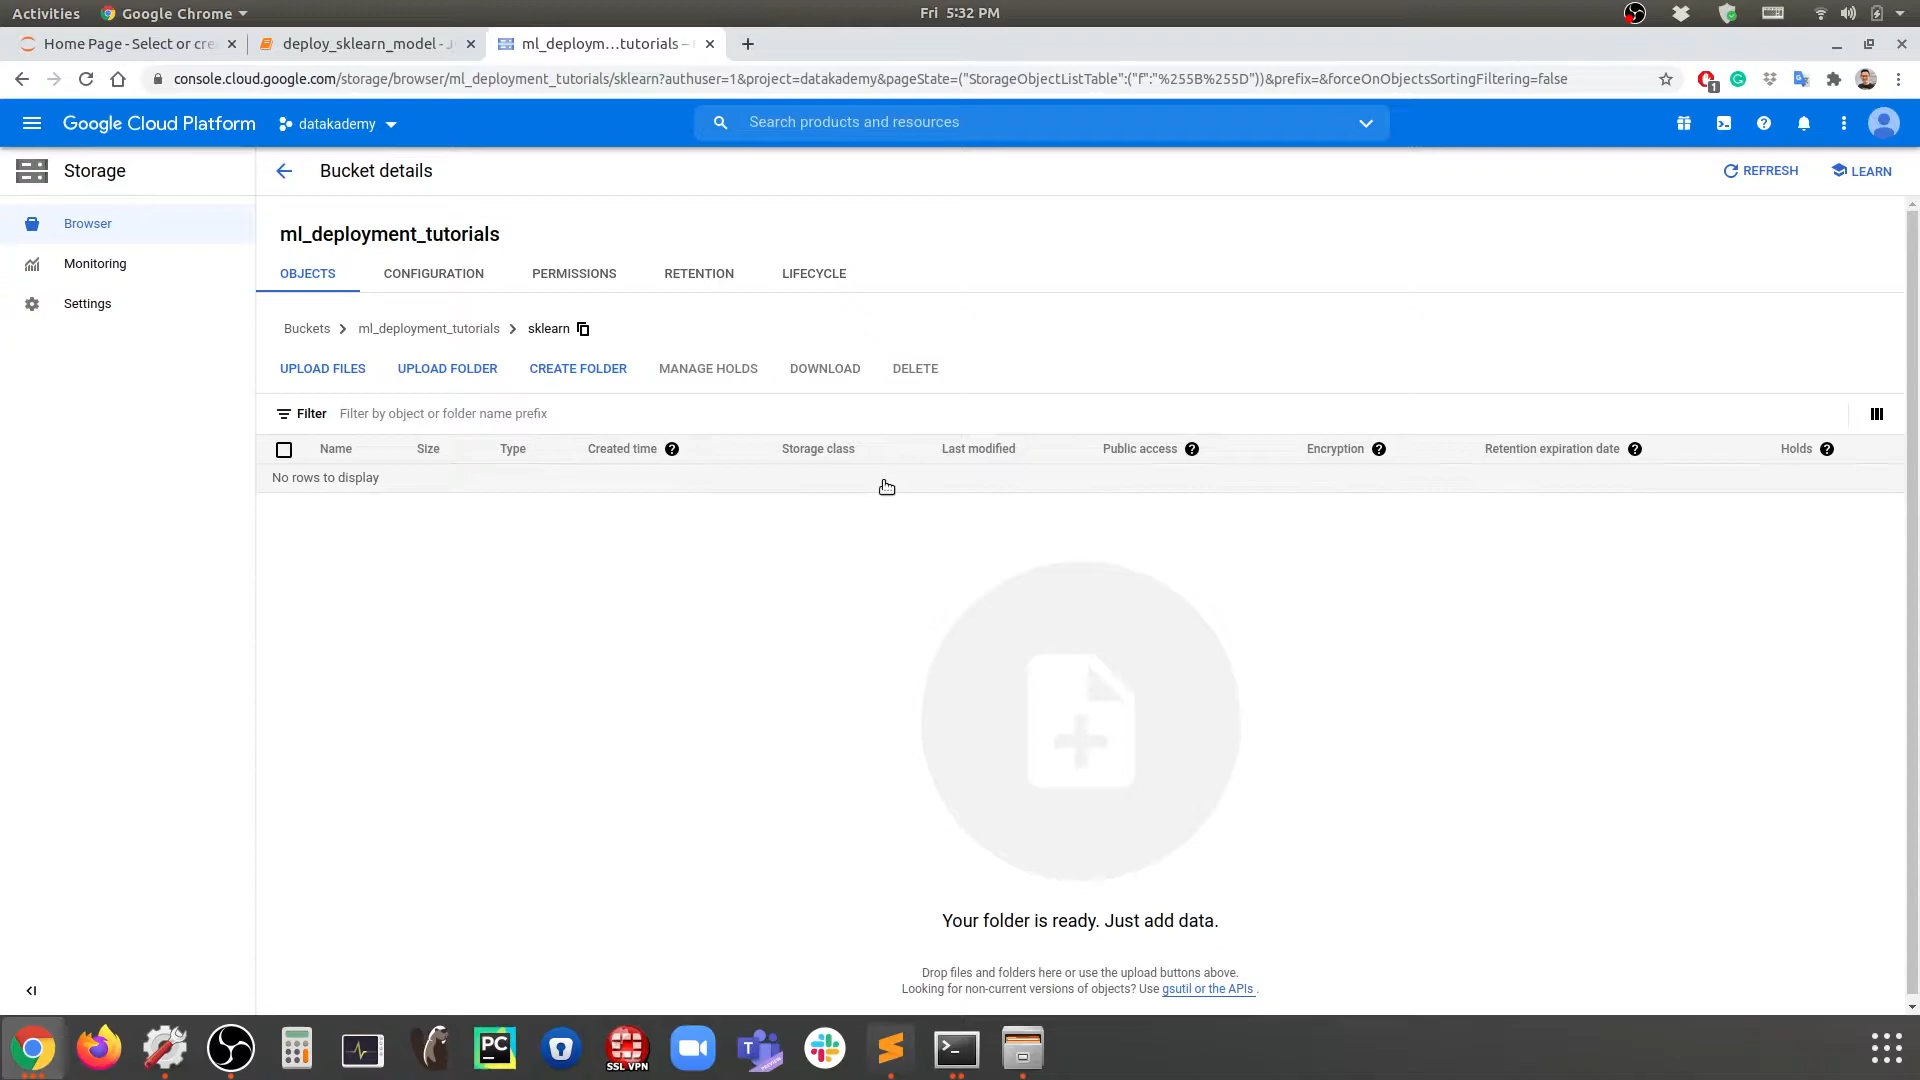 Activities
Google Chrome
Fri 5:32 PM
Home Page - Select or cre
deploy_sklearn_model - J
ml_deploym…tutorials –
console.cloud.google.com/storage/browser/ml_deployment_tutorials/sklearn?authuser=1&project=datakademy&pageState=("StorageObjectListTable":("f":"%255B%255D"))&prefix=&forceOnObjectsSortingFiltering=false
1
Google Cloud Platform
datakademy
Search products and resources
Storage
Bucket details
REFRESH
LEARN
Browser
Monitoring
Settings
ml_deployment_tutorials
OBJECTS
CONFIGURATION
PERMISSIONS
RETENTION
LIFECYCLE
Buckets
ml_deployment_tutorials
sklearn
UPLOAD FILES
UPLOAD FOLDER
CREATE FOLDER
MANAGE HOLDS
DOWNLOAD
DELETE
Filter
Filter by object or folder name prefix
Name
Size
Type
Created time
Storage class
Last modified
Public access
Encryption
Retention expiration date
Holds
No rows to display
Your folder is ready. Just add data.
Drop files and folders here or use the upload buttons above.
Looking for non-current versions of objects? Use gsutil or the APIs .
PC
SSL VPN